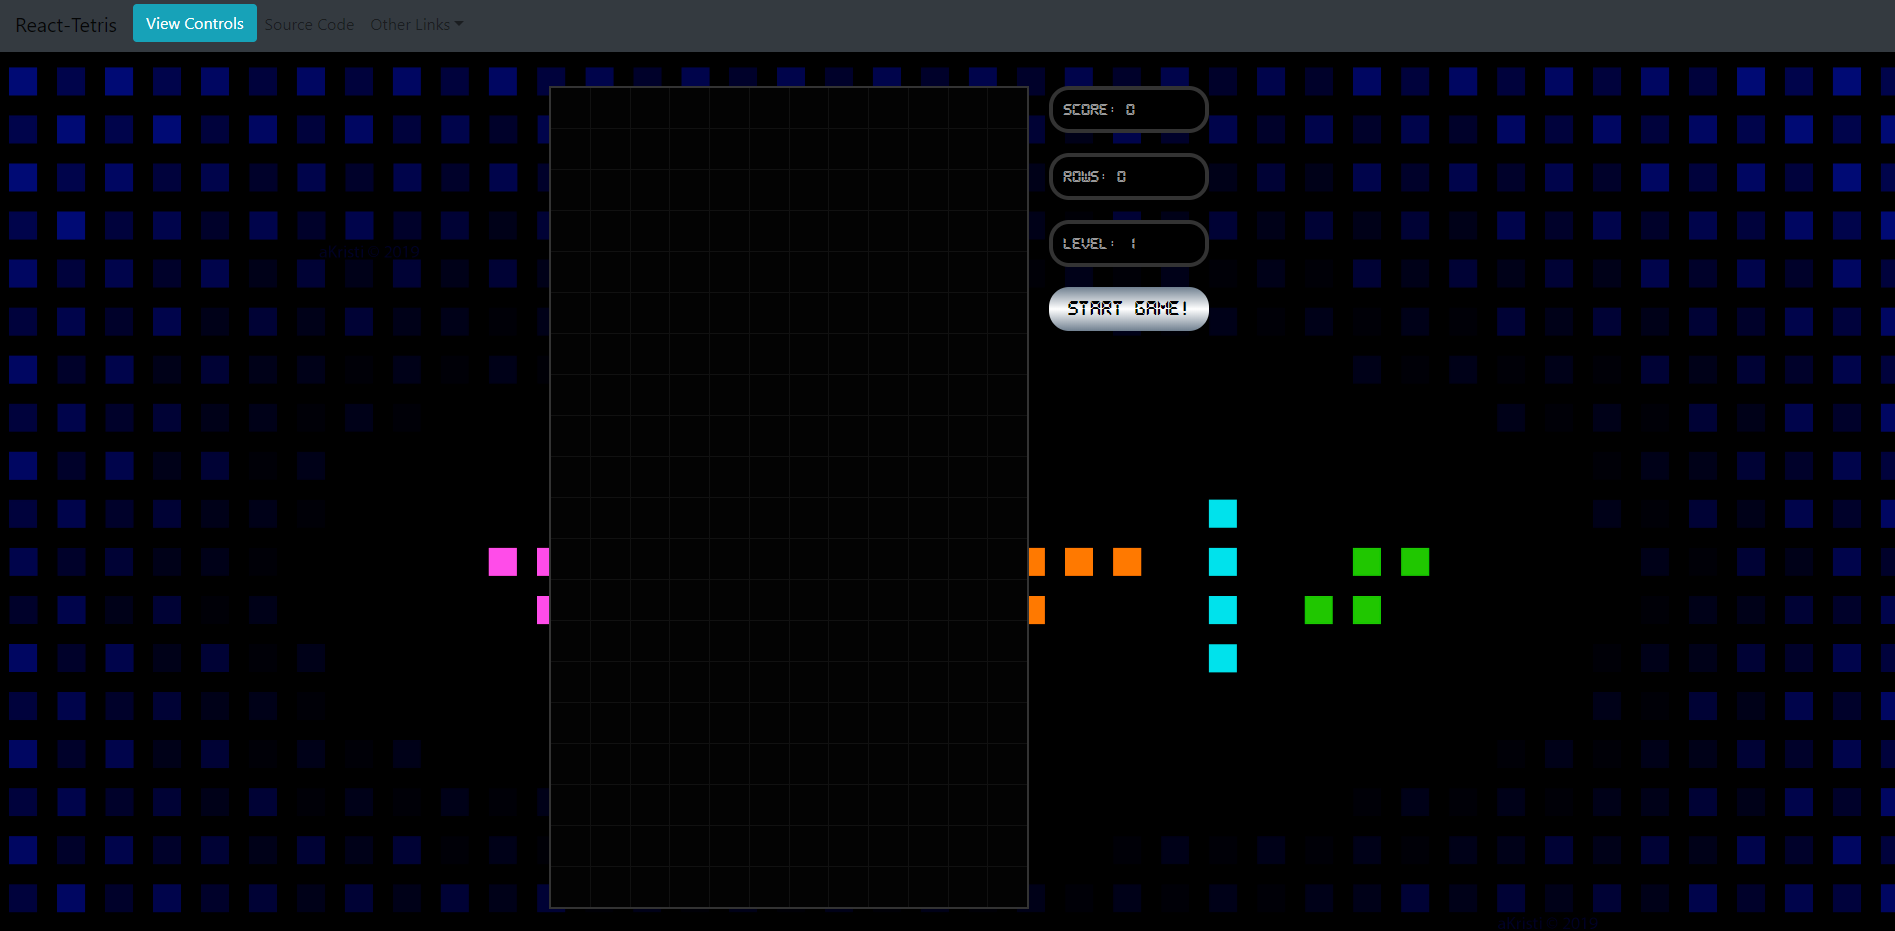 React-Tetris View Controls Source Code Other Links
SCORE: 0
ROWS: 0
LEVEL: 1
START GAME!